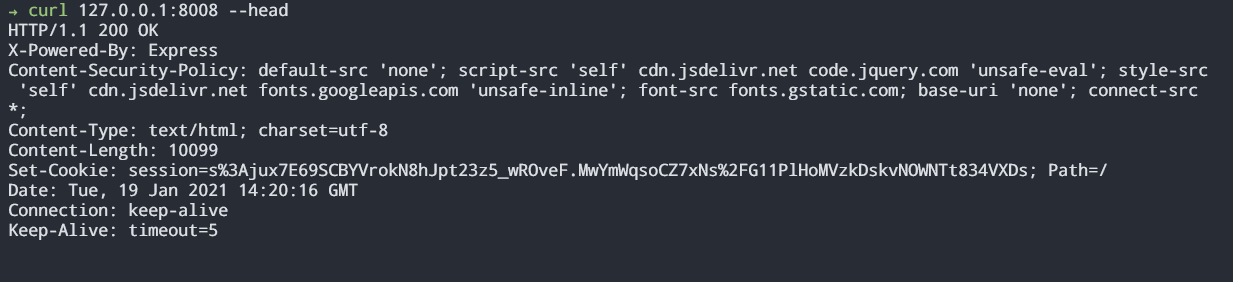 → curl 127.0.0.1:8008 --head
HTTP/1.1 200 OK
X-Powered-By: Express
Content-Security-Policy: default-src 'none'; script-src 'self' cdn.jsdelivr.net code.jquery.com 'unsafe-eval'; style-src
'self' cdn.jsdelivr.net fonts.googleapis.com 'unsafe-inline'; font-src fonts.gstatic.com; base-uri 'none'; connect-src
*;
Content-Type: text/html; charset=utf-8
Content-Length: 10099
Set-Cookie: session=s%3Ajux7E69SCBYVrokN8hJpt23z5_wROveF.MwYmWqsoCZ7xNs%2FG11PlHoMVzkDskvNOWNTt834VXDs; Path=/
Date: Tue, 19 Jan 2021 14:20:16 GMT
Connection: keep-alive
Keep-Alive: timeout=5